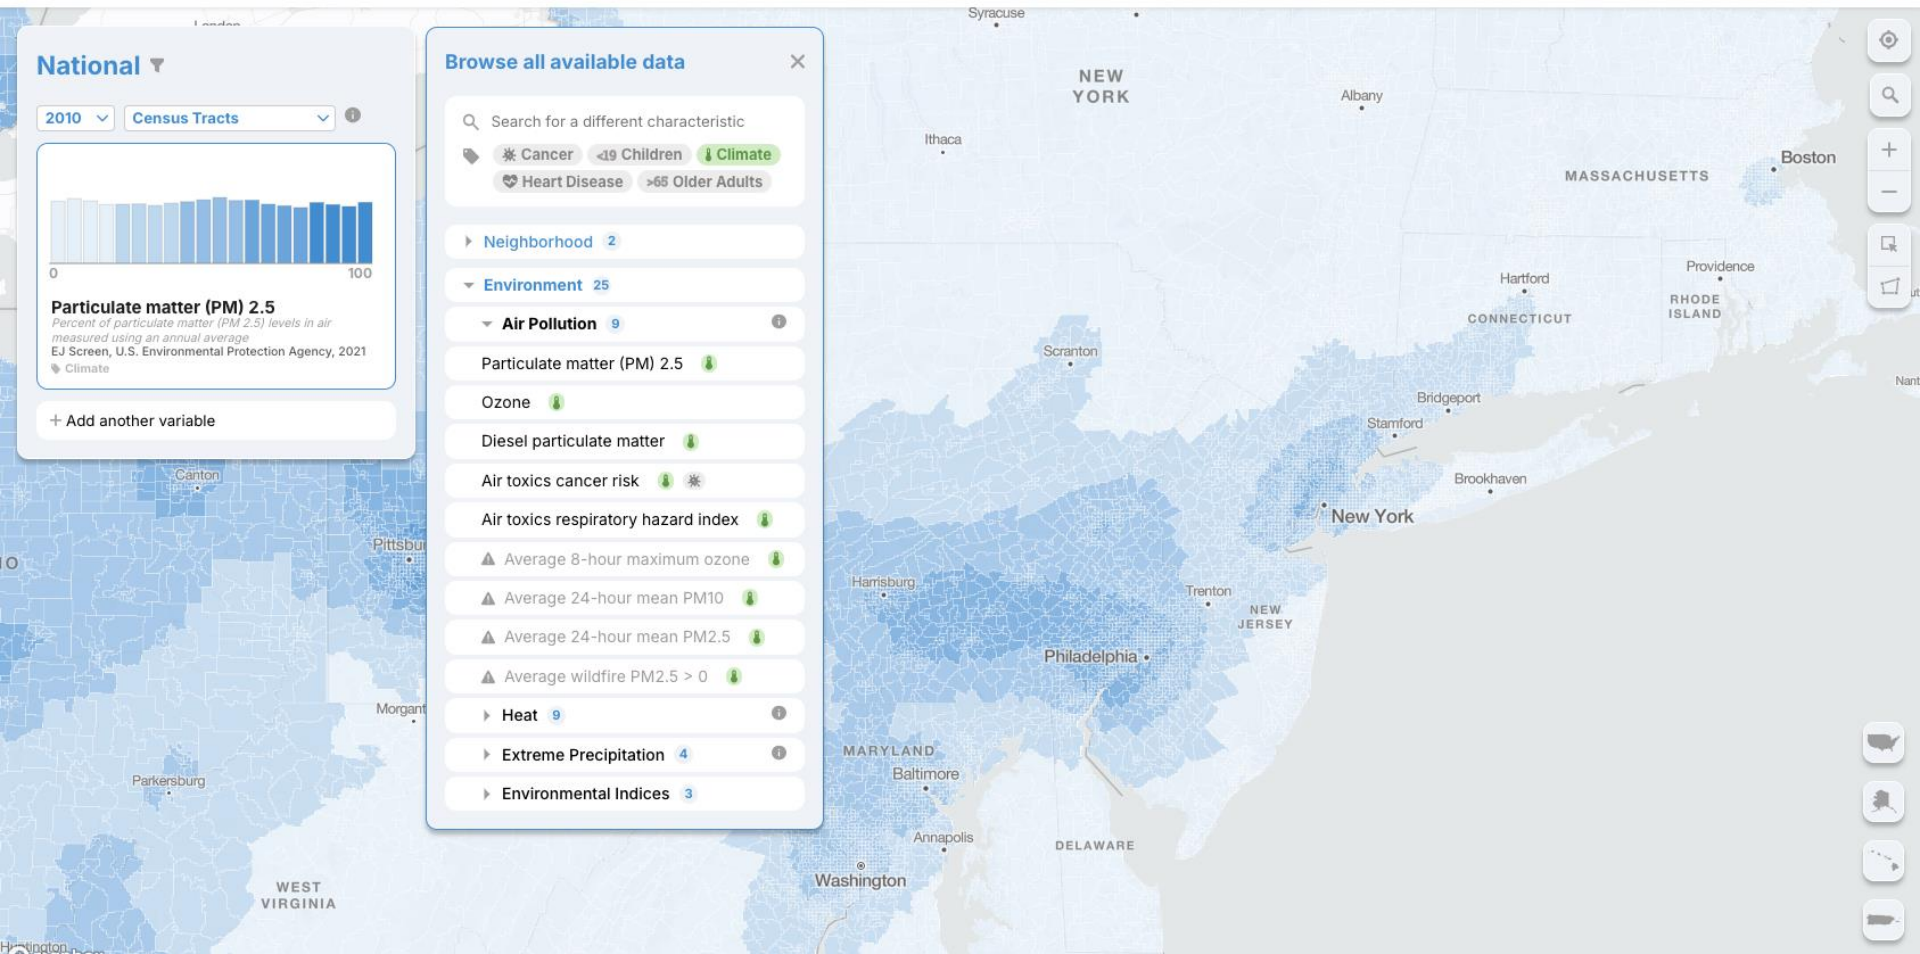 London
National
2010
Census Tracts
0
100
Particulate matter (PM) 2.5
Percent of particulate matter (PM 2.5) levels in air
measured using an annual average
EJ Screen, U.S. Environmental Protection Agency, 2021
Climate
+ Add another variable
Browse all available data
Search for a different characteristic
Cancer
<19 Children
Climate
Heart Disease
>65 Older Adults
Neighborhood 2
Environment 25
Air Pollution 9
Particulate matter (PM) 2.5
Ozone
Diesel particulate matter
Air toxics cancer risk
Air toxics respiratory hazard index
Average 8-hour maximum ozone
Average 24-hour mean PM10
Average 24-hour mean PM2.5
Average wildfire PM2.5 > 0
Heat 9
Extreme Precipitation 4
Environmental Indices 3
Syracuse
NEW
YORK
Albany
Ithaca
Boston
MASSACHUSETTS
Providence
Hartford
RHODE
ISLAND
CONNECTICUT
Scranton
Nant
Bridgeport
Stamford
Canton
Brookhaven
New York
Pittsbur
IO
Harrisburg
Trenton
NEW
JERSEY
Philadelphia
Morgant
MARYLAND
Baltimore
Parkersburg
Annapolis
DELAWARE
Washington
WEST
VIRGINIA
Huntington